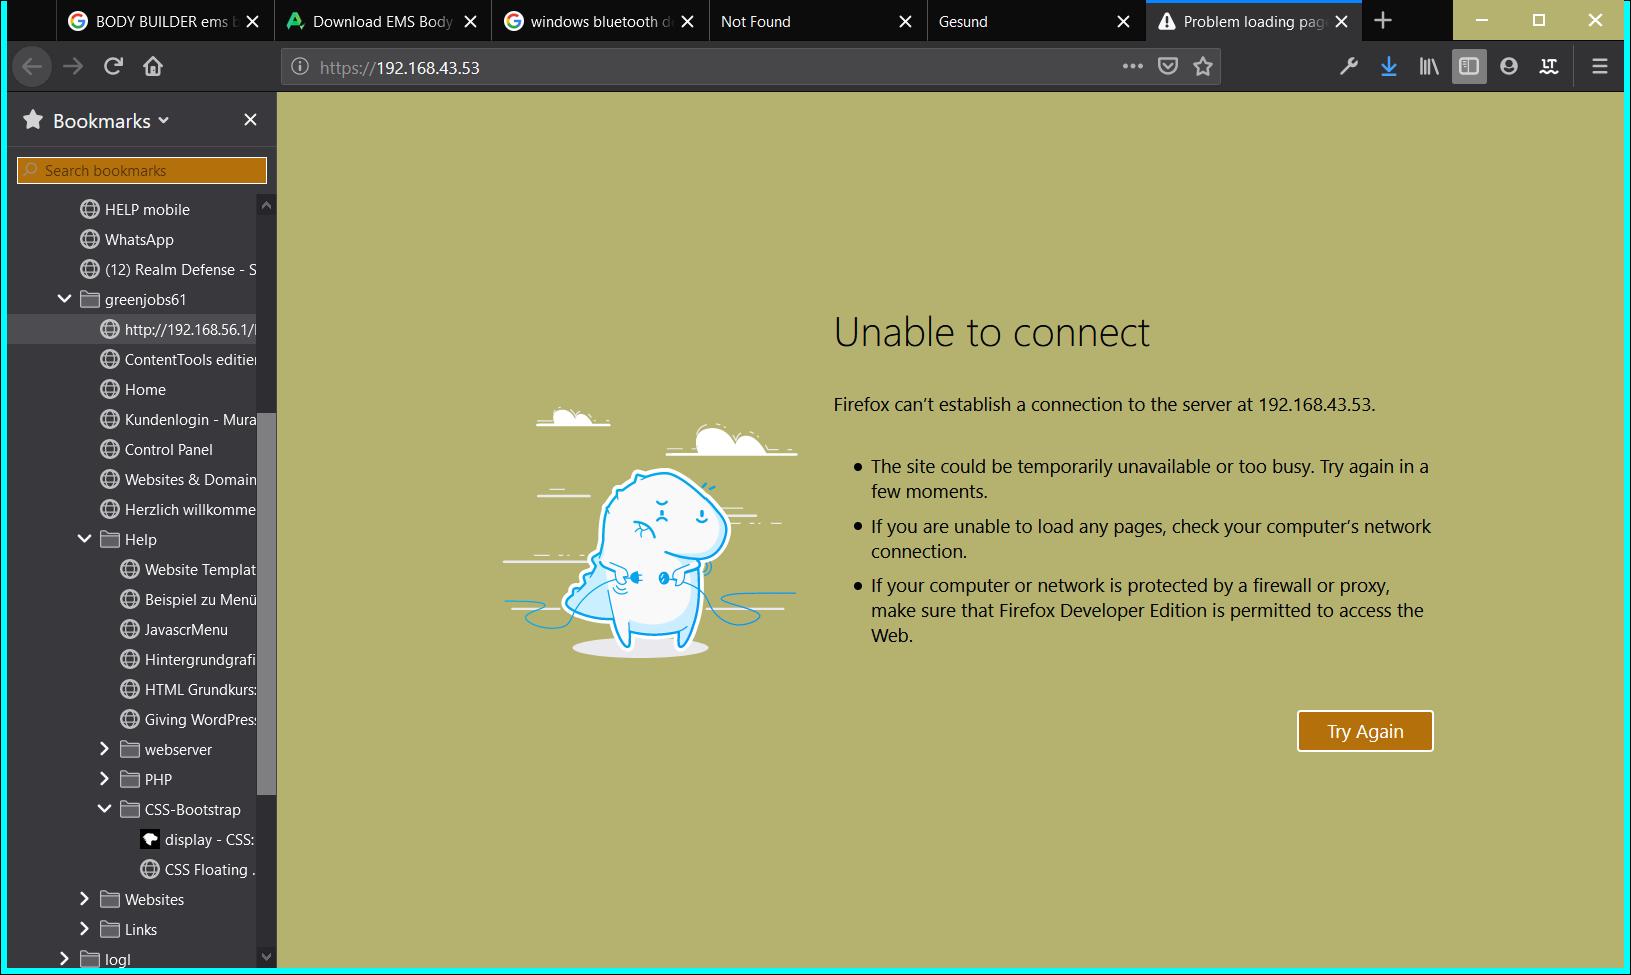 BODY BUILDER ems b
Download EMS Body
windows bluetooth d
Not Found
Gesund
Problem loading pag
https://192.168.43.53
Bookmarks
Search bookmarks
HELP mobile
WhatsApp
(12) Realm Defense - S
greenjobs61
http://192.168.56.1/
ContentTools editier
Home
Kundenlogin - Mura
Control Panel
Websites & Domain
Herzlich willkomme
Help
Website Templat
Beispiel zu Menü
JavascrMenu
Hintergrundgrafi
HTML Grundkurs:
Giving WordPress
webserver
PHP
CSS-Bootstrap
display - CSS:
CSS Floating .
Websites
Links
logI
Unable to connect
Firefox can’t establish a connection to the server at 192.168.43.53.
• The site could be temporarily unavailable or too busy. Try again in a
few moments.
• If you are unable to load any pages, check your computer’s network
connection.
• If your computer or network is protected by a firewall or proxy,
make sure that Firefox Developer Edition is permitted to access the
Web.
Try Again